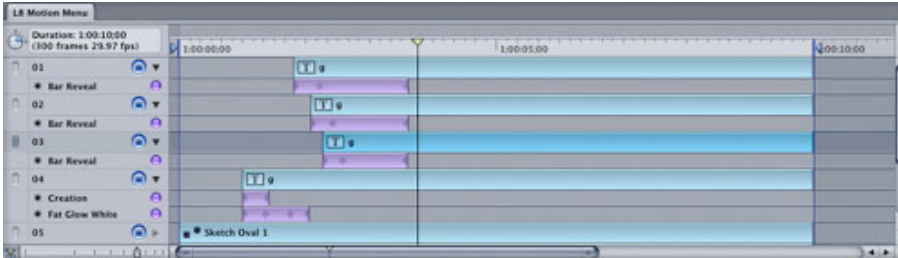 L8 Motion Menu
Duration: 1:00:10;00
(300 frames 29.97 fps)
1:00:00;00
1:00:05;00
1:00:10;00
01
T g
Bar Reveal
02
T g
Bar Reveal
03
T g
Bar Reveal
04
T g
Creation
Fat Glow White
05
Sketch Oval 1